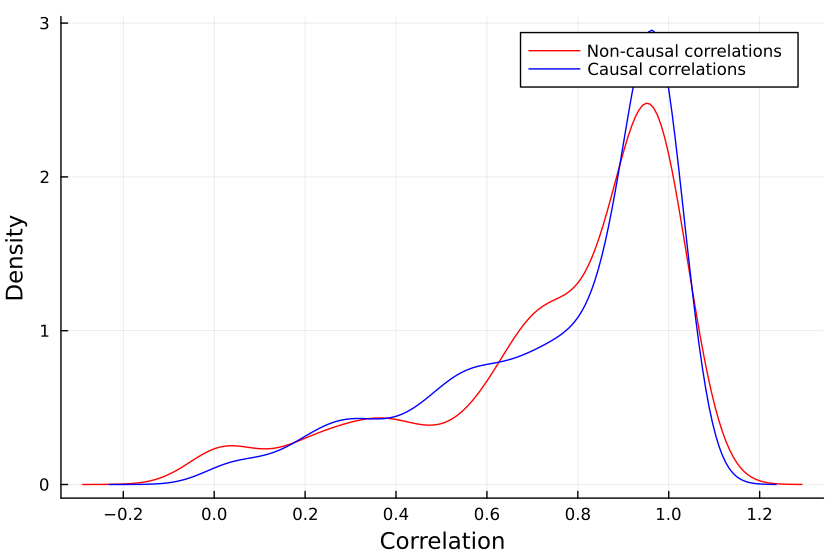 3
Non-causal correlations
Causal correlations
2
Density
1
0
−0.2 0.0 0.2 0.4 0.6 0.8 1.0 1.2
Correlation